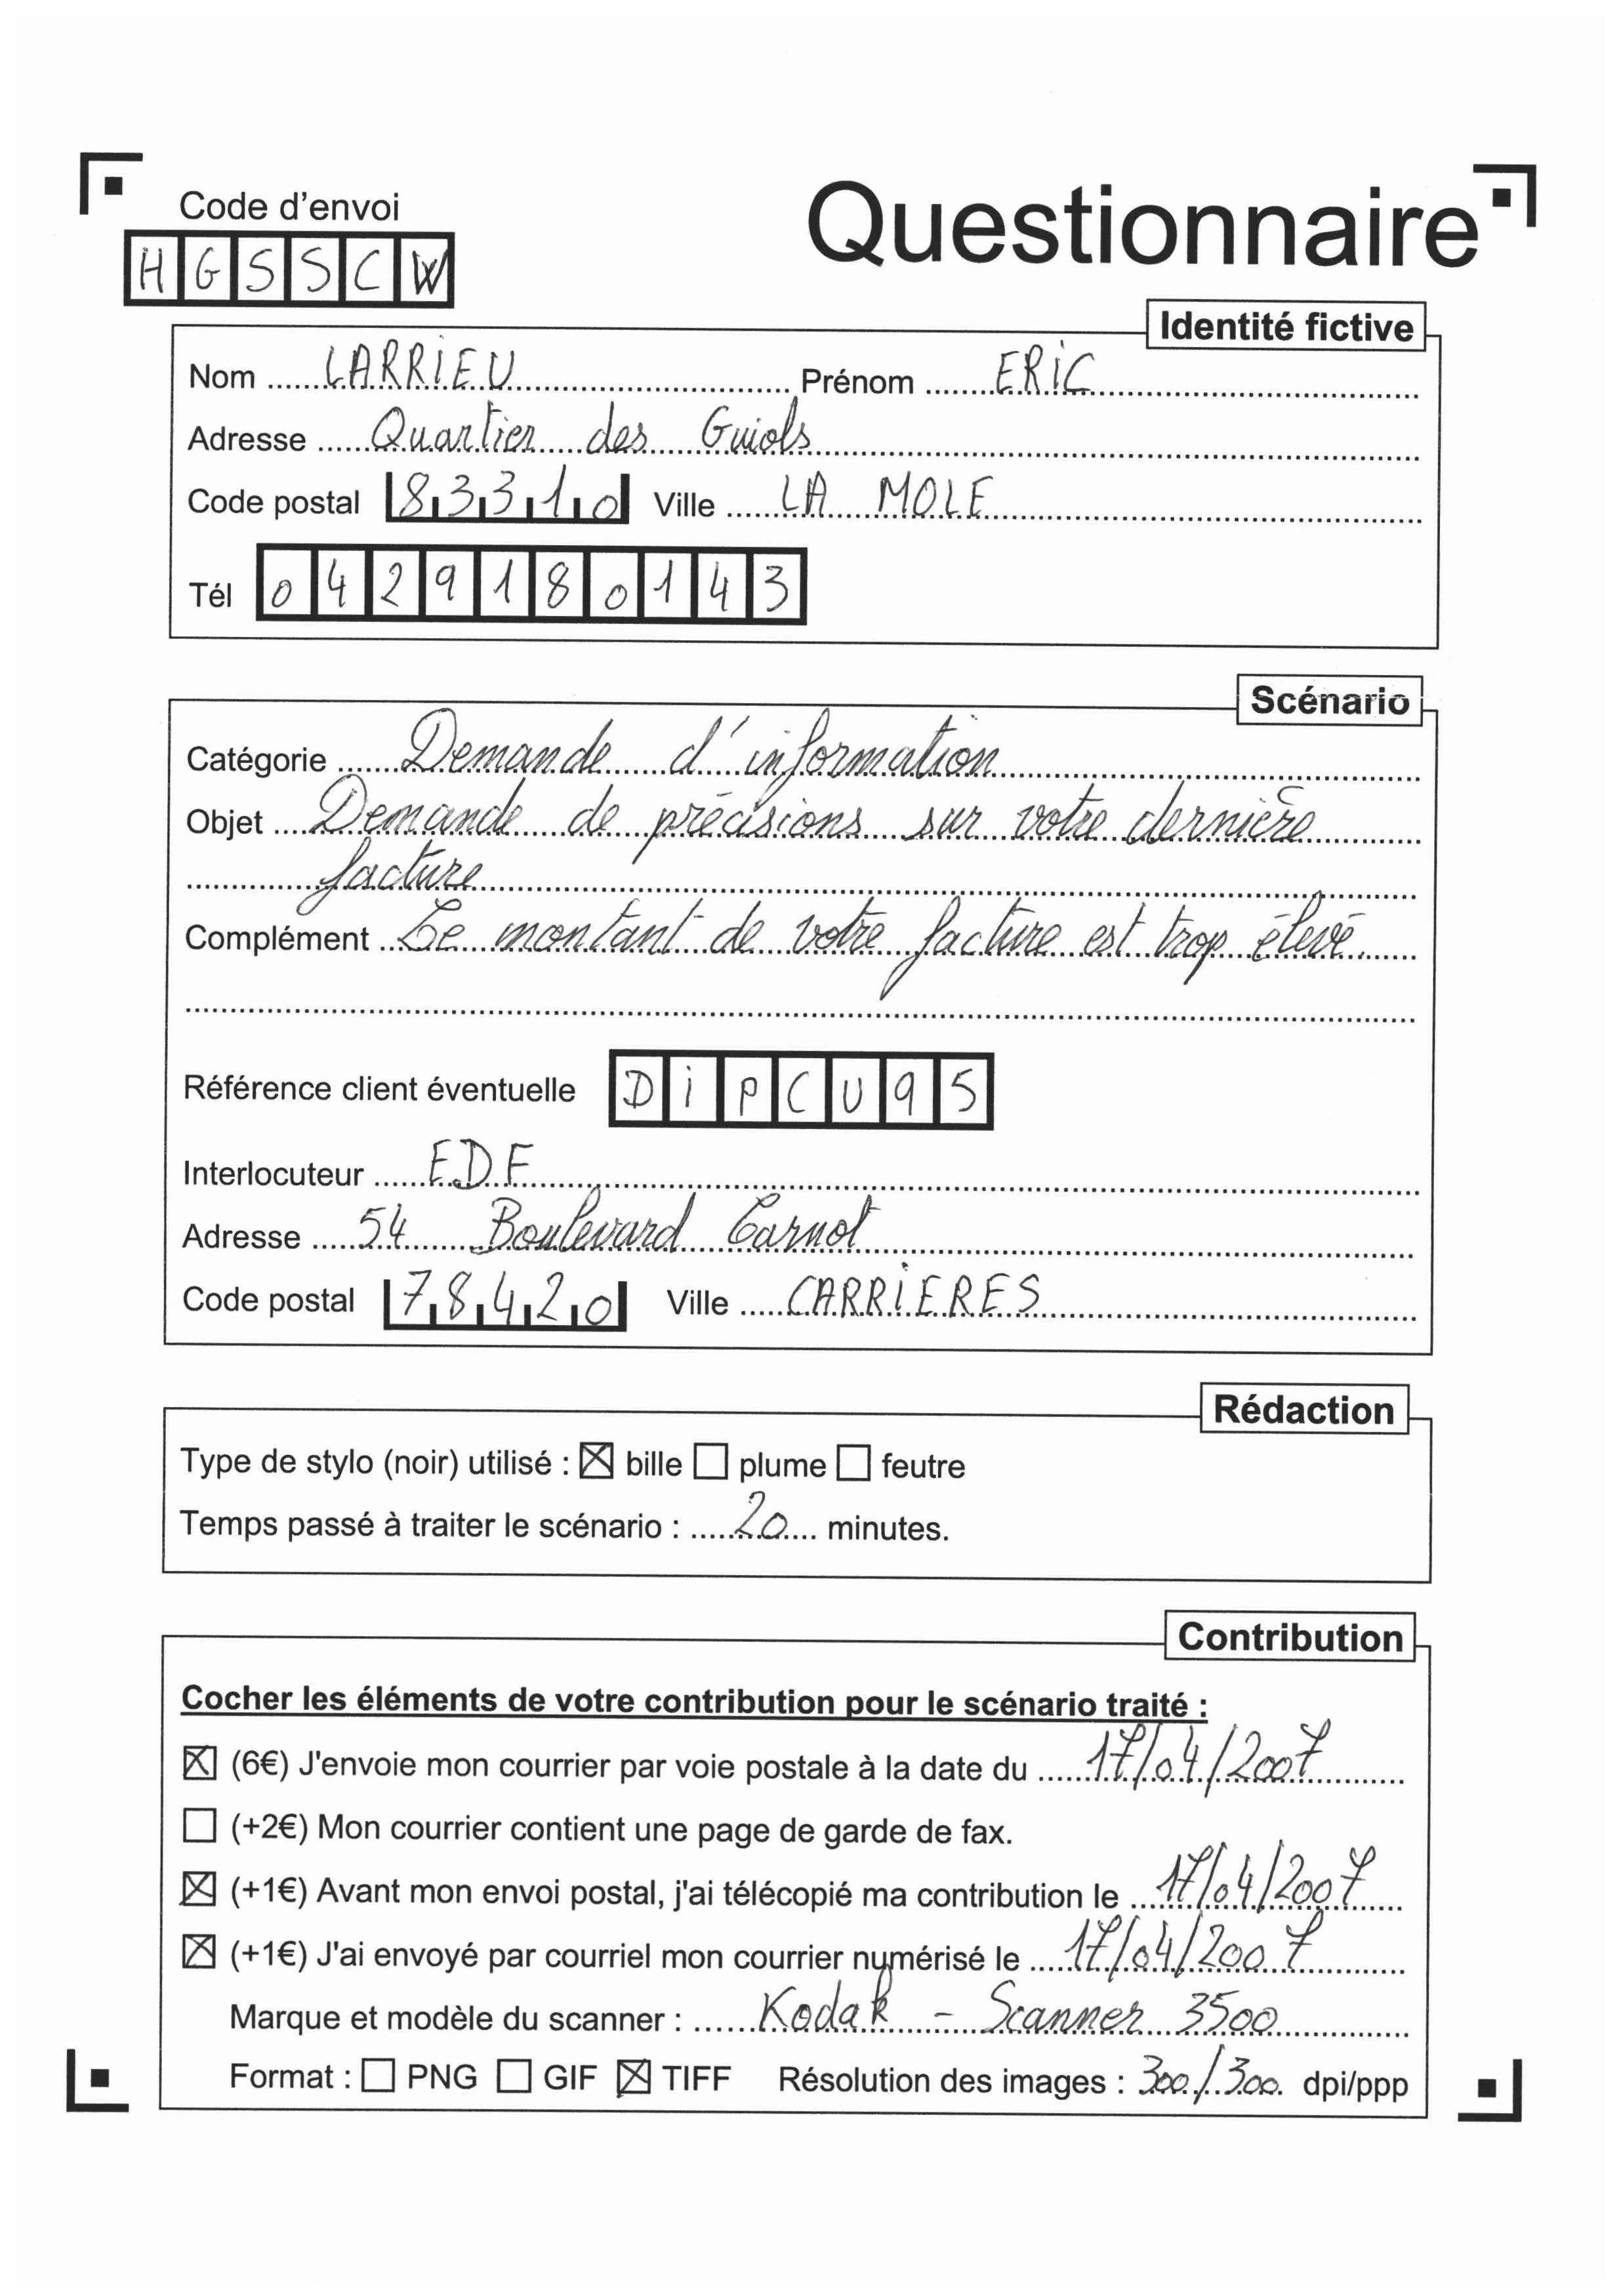 Code d'envoi
Questionnaire
HGSSCW
Identité fictive
Nom LARRIEU Prénom ERIC
Adresse Quartier des Guiols
Code postal 83310 Ville LA MOLE
Tél 0429180143
Scénario
Catégorie Demande d'information
Objet Demande de précisions sur votre dernière
facture
Complément Le montant de votre facture est trop élevé.
Référence client éventuelle DiPCU95
Interlocuteur EDF
Adresse 54 Boulevard Carnot
Code postal 78420 Ville CARRIERES
Rédaction
Type de stylo (noir) utilisé : ☒ bille ☐ plume ☐ feutre
Temps passé à traiter le scénario : 20 minutes.
Contribution
Cocher les éléments de votre contribution pour le scénario traité :
☒ (6€) J'envoie mon courrier par voie postale à la date du 17/04/2007
☐ (+2€) Mon courrier contient une page de garde de fax.
☒ (+1€) Avant mon envoi postal, j'ai télécopié ma contribution le 17/04/2007
☒ (+1€) J'ai envoyé par courriel mon courrier numérisé le 17/04/2007
Marque et modèle du scanner : Kodak - Scanner 3500
Format : ☐ PNG ☐ GIF ☒ TIFF Résolution des images : 300/300 dpi/ppp